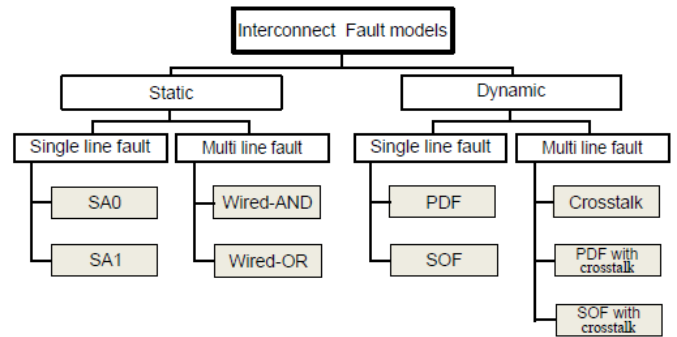 Interconnect Fault models
Static
Dynamic
Single line fault
Multi line fault
Single line fault
Multi line fault
SA0
Wired-AND
PDF
Crosstalk
SA1
Wired-OR
SOF
PDF with
crosstalk
SOF with
crosstalk